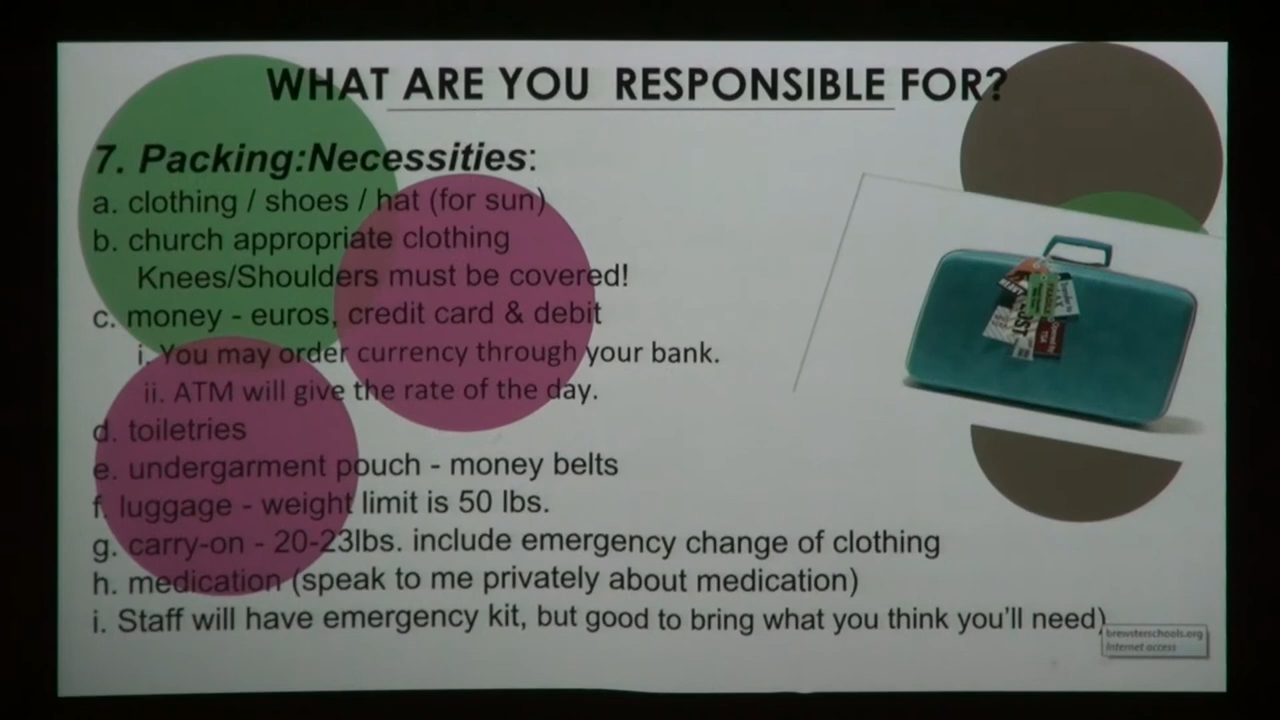 WHAT ARE YOU RESPONSIBLE FOR?
7. Packing:Necessities:
a. clothing / shoes / hat (for sun)
b. church appropriate clothing
Knees/Shoulders must be covered!
c. money - euros, credit card & debit
i. You may order currency through your bank.
ii. ATM will give the rate of the day.
d. toiletries
e. undergarment pouch - money belts
f. luggage - weight limit is 50 lbs.
g. carry-on - 20-23lbs. include emergency change of clothing
h. medication (speak to me privately about medication)
i. Staff will have emergency kit, but good to bring what you think you'll need)
brewsterschools.org
Internet access